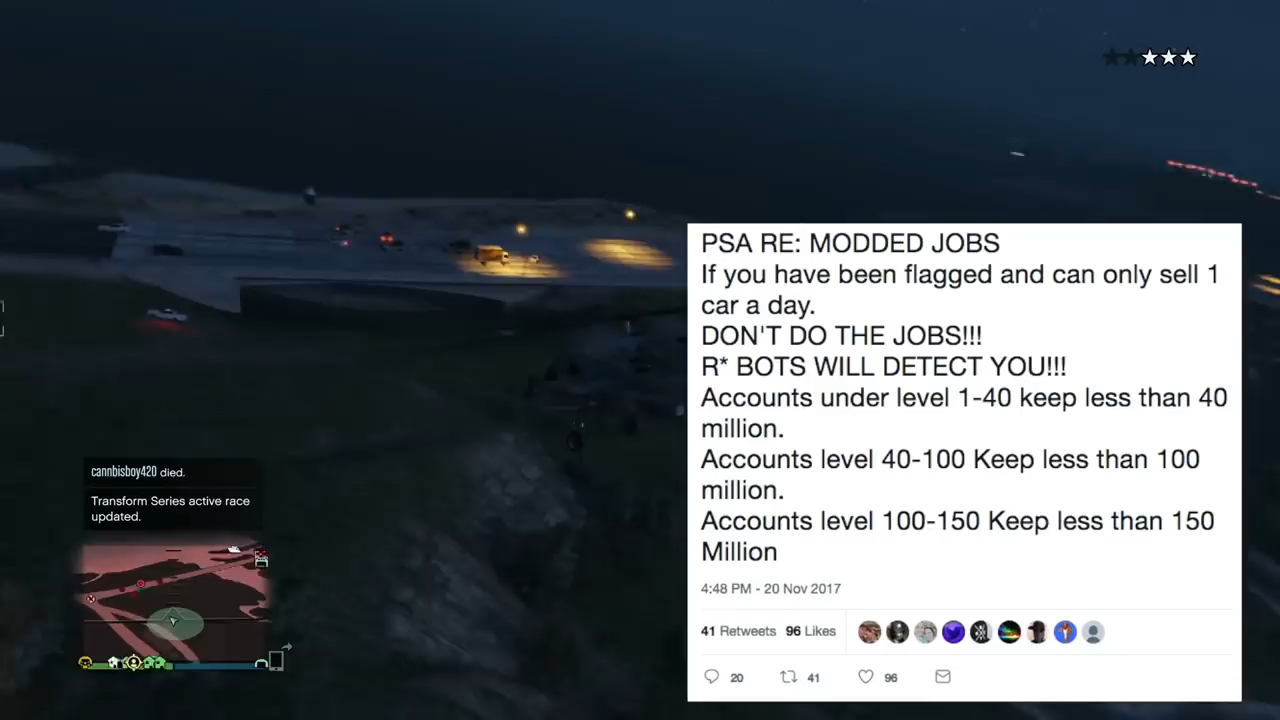 PSA RE: MODDED JOBS
If you have been flagged and can only sell 1
car a day.
DON'T DO THE JOBS!!!
R* BOTS WILL DETECT YOU!!!
Accounts under level 1-40 keep less than 40
million.
Accounts level 40-100 Keep less than 100
million.
Accounts level 100-150 Keep less than 150
Million
4:48 PM - 20 Nov 2017
41 Retweets 96 Likes
20 41 96
cannbisboy420 died.
Transform Series active race
updated.